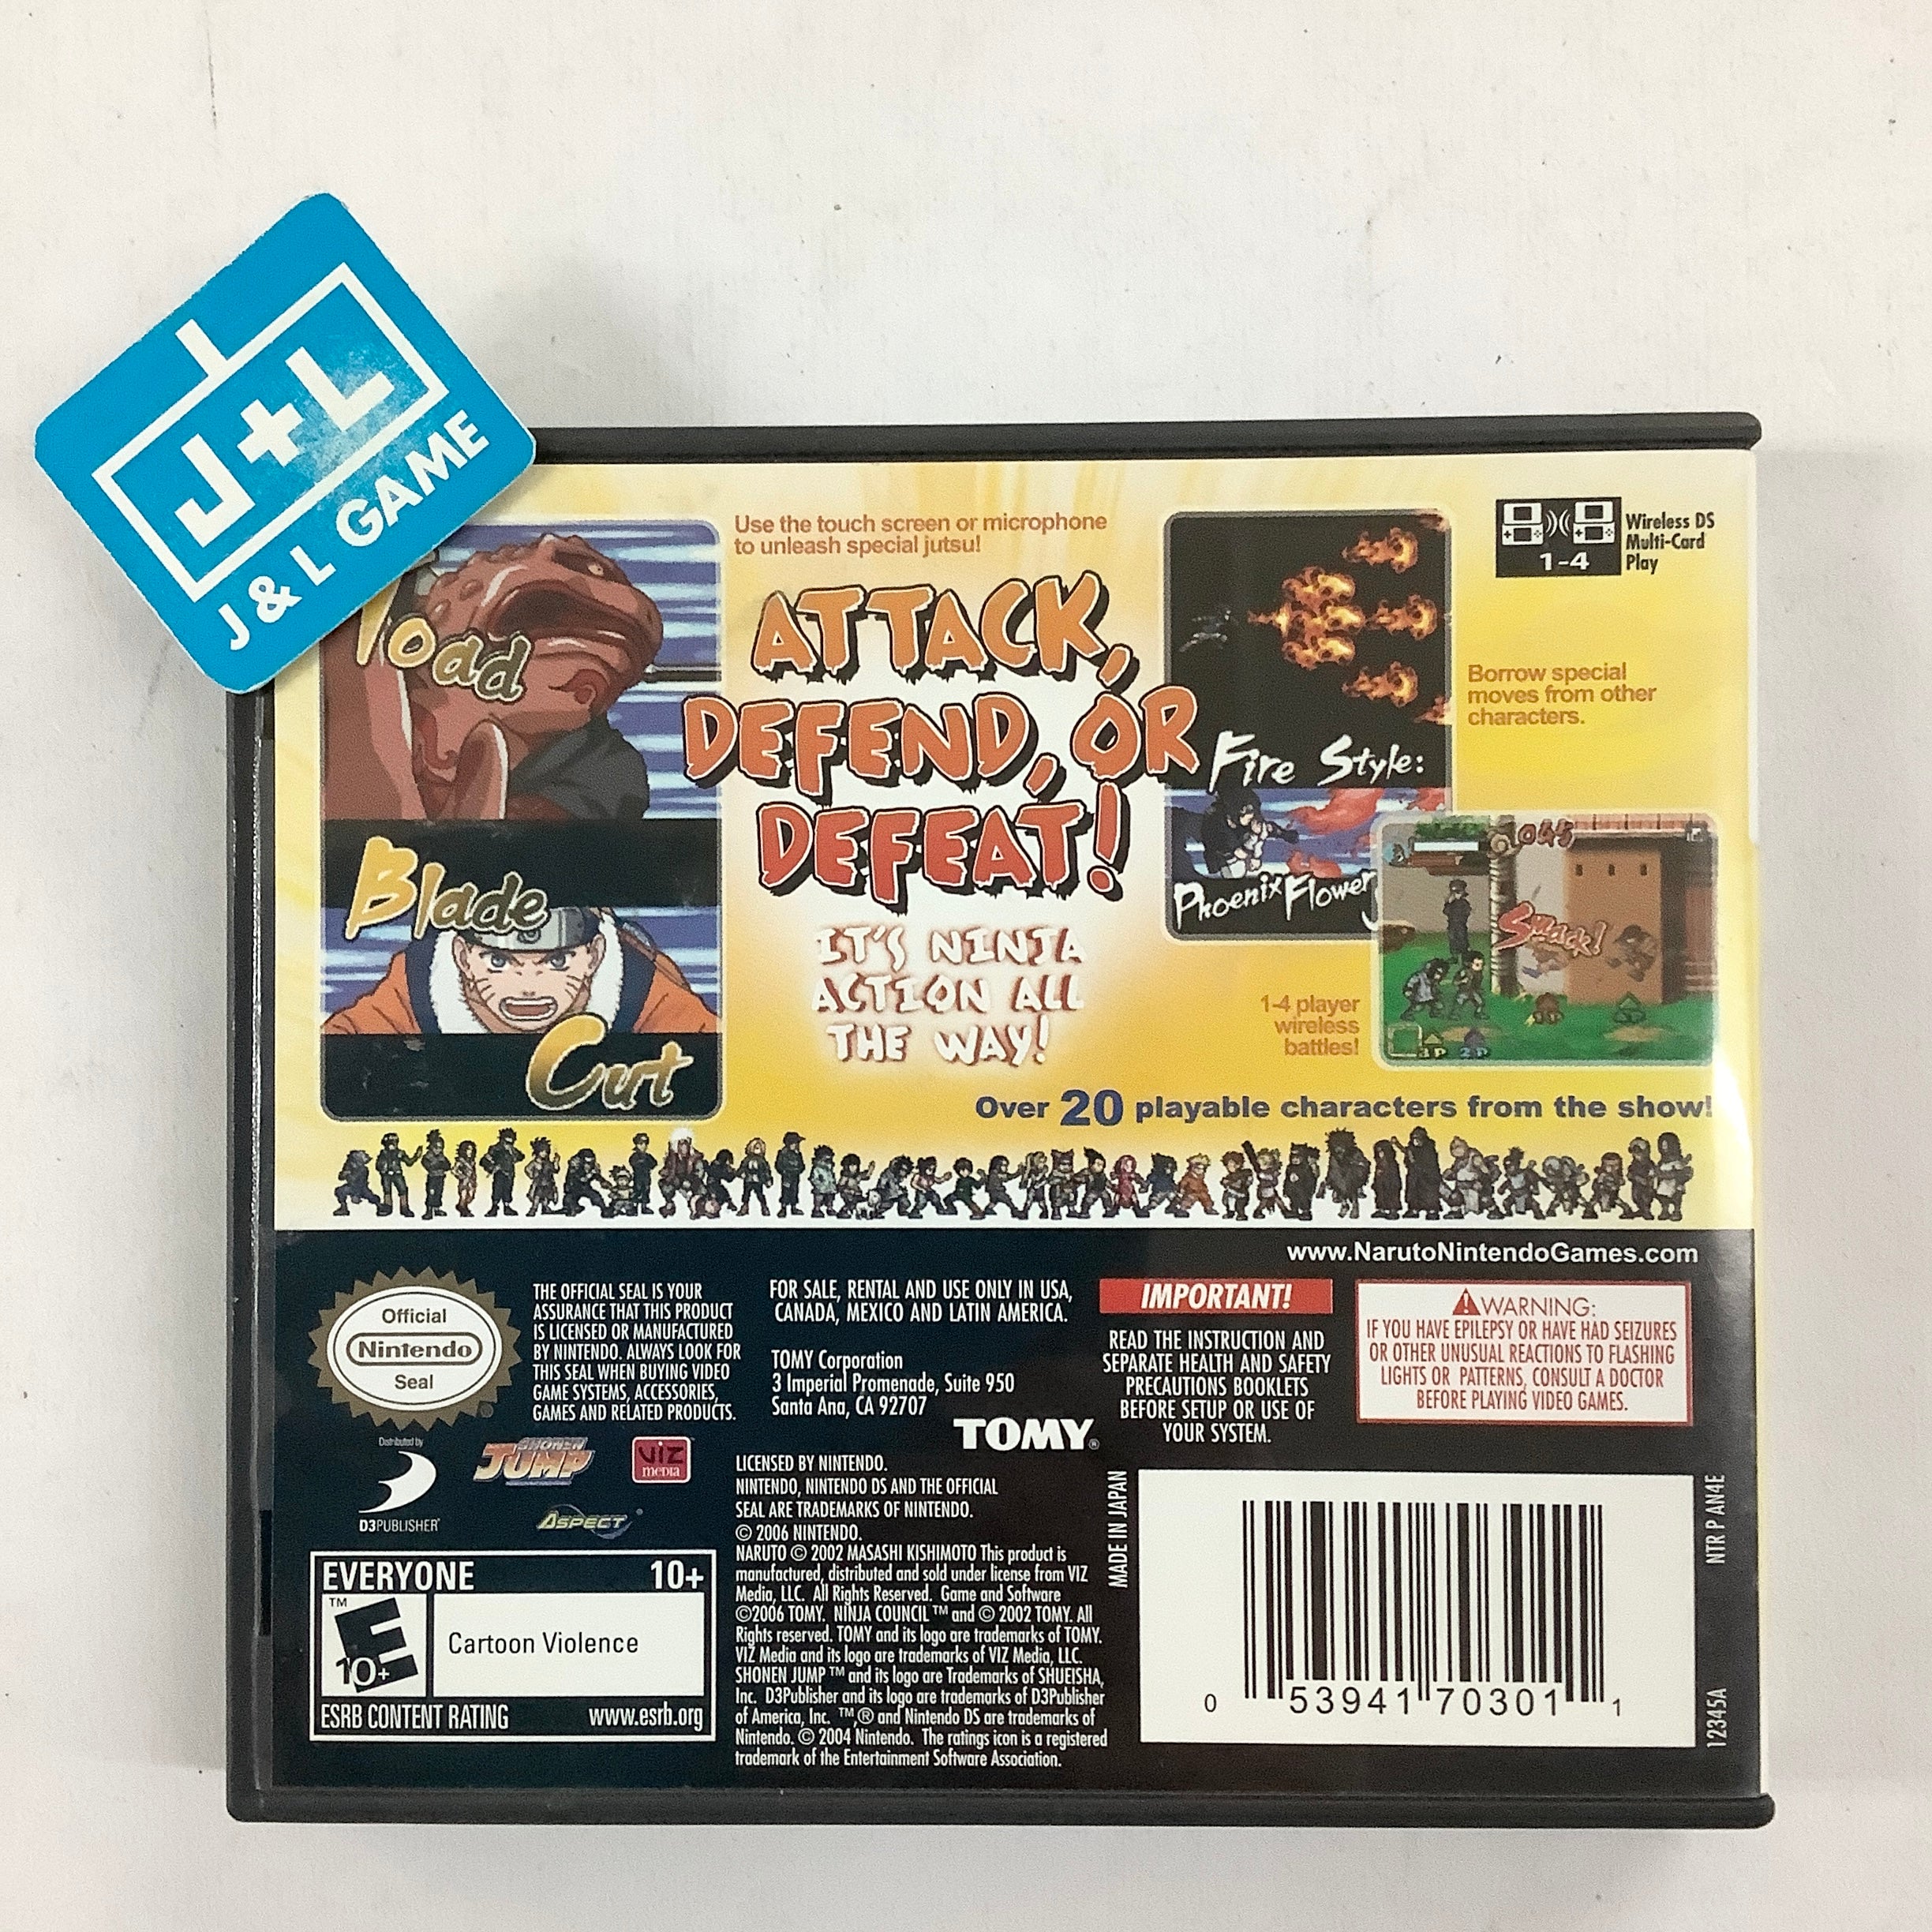 J+L
J & L GAME
Use the touch screen or microphone
to unleash special jutsu!
ATTACK,
DEFEND, OR
DEFEAT!
IT'S NINJA
ACTION ALL
THE WAY!
Toad
Blade
Cut
Fire Style:
Phoenix Flower
1-4
Wireless DS
Multi-Card
Play
Borrow special
moves from other
characters.
045
Smack!
3P 2P
1-4 player
wireless
battles!
Over 20 playable characters from the show!
www.NarutoNintendoGames.com
Official
Nintendo
Seal
THE OFFICIAL SEAL IS YOUR
ASSURANCE THAT THIS PRODUCT
IS LICENSED OR MANUFACTURED
BY NINTENDO. ALWAYS LOOK FOR
THIS SEAL WHEN BUYING VIDEO
GAME SYSTEMS, ACCESSORIES,
GAMES AND RELATED PRODUCTS.
FOR SALE, RENTAL AND USE ONLY IN USA,
CANADA, MEXICO AND LATIN AMERICA.
TOMY Corporation
3 Imperial Promenade, Suite 950
Santa Ana, CA 92707
TOMY®
IMPORTANT!
READ THE INSTRUCTION AND
SEPARATE HEALTH AND SAFETY
PRECAUTIONS BOOKLETS
BEFORE SETUP OR USE OF
YOUR SYSTEM.
WARNING:
IF YOU HAVE EPILEPSY OR HAVE HAD SEIZURES
OR OTHER UNUSUAL REACTIONS TO FLASHING
LIGHTS OR PATTERNS, CONSULT A DOCTOR
BEFORE PLAYING VIDEO GAMES.
Distributed by
D3PUBLISHER
SHONEN
JUMP
VIZ
media
ASPECT
LICENSED BY NINTENDO.
NINTENDO, NINTENDO DS AND THE OFFICIAL
SEAL ARE TRADEMARKS OF NINTENDO.
© 2006 NINTENDO.
NARUTO © 2002 MASASHI KISHIMOTO This product is
manufactured, distributed and sold under license from VIZ
Media, LLC. All Rights Reserved. Game and Software
©2006 TOMY. NINJA COUNCIL ™ and © 2002 TOMY. All
Rights reserved. TOMY and its logo are trademarks of TOMY.
VIZ Media and its logo are trademarks of VIZ Media, LLC.
SHONEN JUMP ™ and its logo are Trademarks of SHUEISHA,
Inc. D3Publisher and its logo are trademarks of D3Publisher
of America, Inc. ™,® and Nintendo DS are trademarks of
Nintendo. © 2004 Nintendo. The ratings icon is a registered
trademark of the Entertainment Software Association.
EVERYONE 10+
™
E
10+
Cartoon Violence
ESRB CONTENT RATING www.esrb.org
MADE IN JAPAN
0 53941 70301 1
NTR P AN4E
12345A